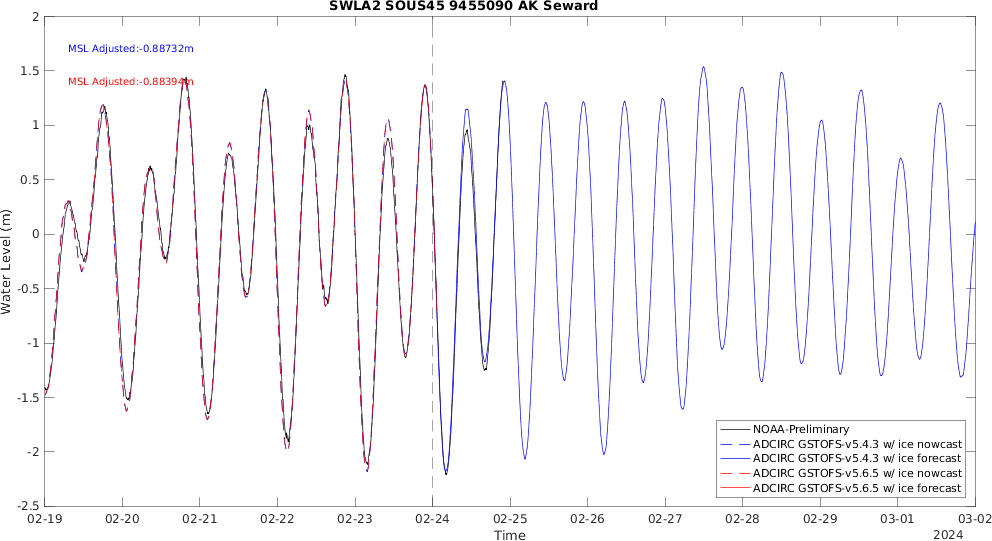 SWLA2 SOUS45 9455090 AK Seward
MSL Adjusted:-0.88732m
MSL Adjusted:-0.88394m
2
1.5
1
0.5
0
-0.5
-1
-1.5
-2
-2.5
Water Level (m)
NOAA-Preliminary
ADCIRC GSTOFS-v5.4.3 w/ ice nowcast
ADCIRC GSTOFS-v5.4.3 w/ ice forecast
ADCIRC GSTOFS-v5.6.5 w/ ice nowcast
ADCIRC GSTOFS-v5.6.5 w/ ice forecast
02-19 02-20 02-21 02-22 02-23 02-24 02-25 02-26 02-27 02-28 02-29 03-01 03-02
Time
2024